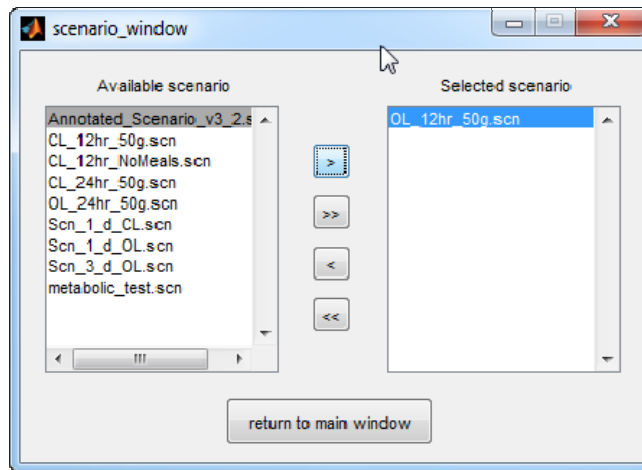 scenario_window
Available scenario
Selected scenario
Annotated_Scenario_v3_2.s
CL_12hr_50g.scn
CL_12hr_NoMeals.scn
CL_24hr_50g.scn
OL_24hr_50g.scn
Scn_1_d_CL.scn
Scn_1_d_OL.scn
Scn_3_d_OL.scn
metabolic_test.scn
>
>>
<
<<
OL_12hr_50g.scn
return to main window